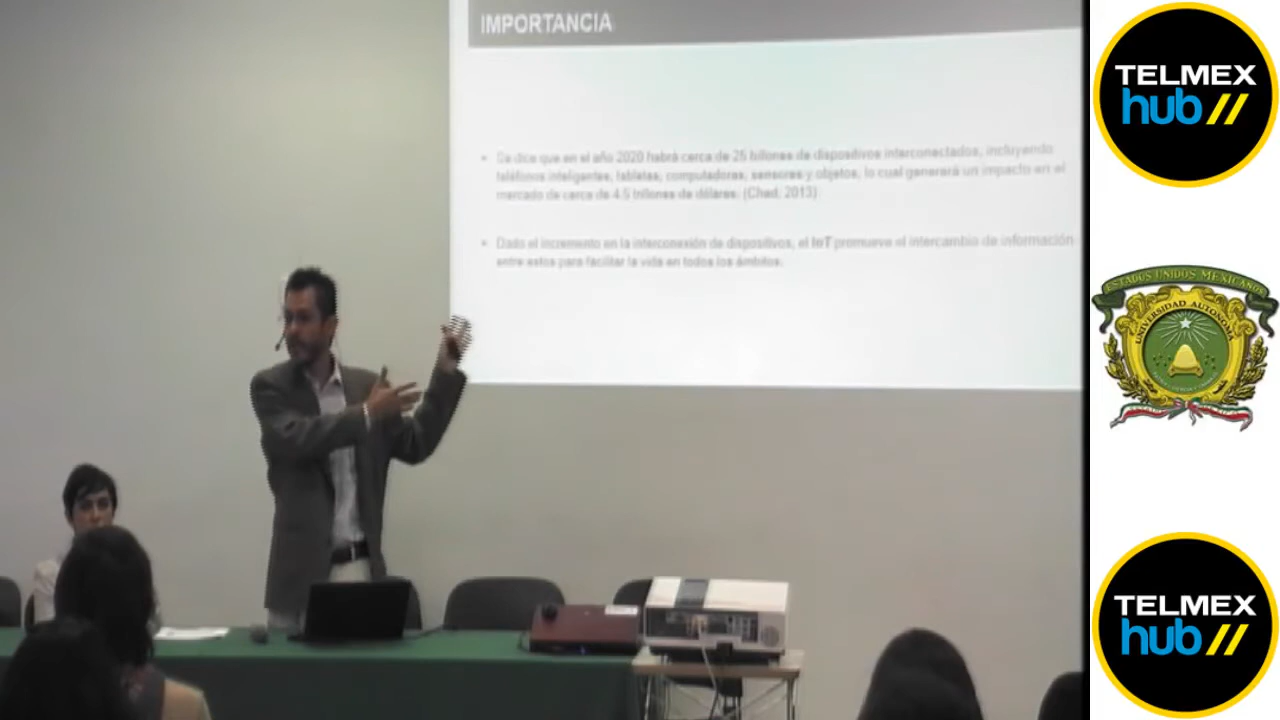 IMPORTANCIA
Se dice que en el año 2020 habrá cerca de 25 billones de dispositivos interconectados, incluyendo
teléfonos inteligentes, tabletas, computadoras, sensores y objetos, lo cual generará un impacto en el
mercado de cerca de 4.5 trillones de dólares. (Chad, 2013)
Dado el incremento en la interconexión de dispositivos, el IoT promueve el intercambio de información
entre estos para facilitar la vida en todos los ámbitos.
TELMEX
hub//
ESTADOS UNIDOS MEXICANOS
UNIVERSIDAD AUTONOMA
TELMEX
hub//